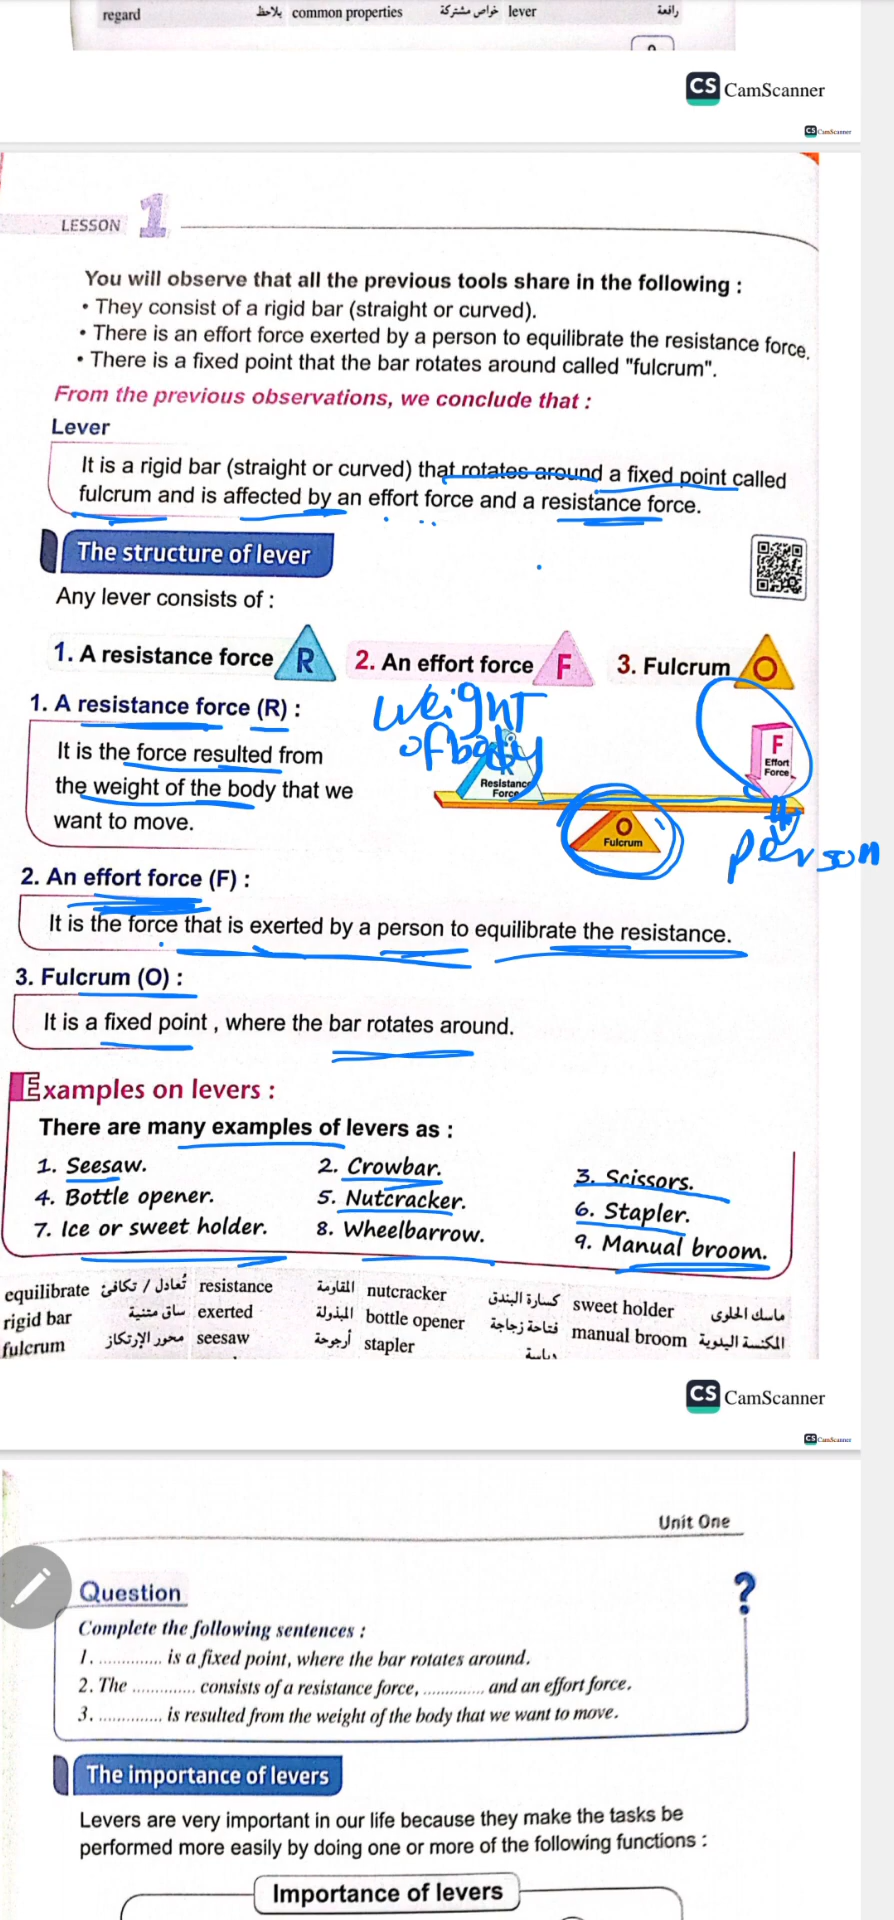 regard يلاحظ common properties خواص مشتركة lever رافعة
CS CamScanner
CS CamScanner
LESSON 1
You will observe that all the previous tools share in the following :
• They consist of a rigid bar (straight or curved).
• There is an effort force exerted by a person to equilibrate the resistance force.
• There is a fixed point that the bar rotates around called "fulcrum".
From the previous observations, we conclude that :
Lever
It is a rigid bar (straight or curved) that rotates around a fixed point called
fulcrum and is affected by an effort force and a resistance force.
The structure of lever
Any lever consists of :
1. A resistance force R 2. An effort force F 3. Fulcrum O
1. A resistance force (R) :
weight
of body
It is the force resulted from
the weight of the body that we
want to move.
R
Resistance
Force
F
Effort
Force
O
Fulcrum
person
2. An effort force (F) :
It is the force that is exerted by a person to equilibrate the resistance.
3. Fulcrum (O) :
It is a fixed point , where the bar rotates around.
Examples on levers :
There are many examples of levers as :
1. Seesaw. 2. Crowbar. 3. Scissors.
4. Bottle opener. 5. Nutcracker. 6. Stapler.
7. Ice or sweet holder. 8. Wheelbarrow. 9. Manual broom.
equilibrate تُعادل / تكافئ resistance المقاومة nutcracker كسارة البندق sweet holder ماسك الحلوى
rigid bar ساق متينة exerted المبذولة bottle opener فتاحة زجاجة manual broom المكنسة اليدوية
fulcrum محور الإرتكاز seesaw أرجوحة stapler دباسة
CS CamScanner
CS CamScanner
Unit One
Question ?
Complete the following sentences :
1. .............. is a fixed point, where the bar rotates around.
2. The .............. consists of a resistance force, .............. and an effort force.
3. .............. is resulted from the weight of the body that we want to move.
The importance of levers
Levers are very important in our life because they make the tasks be
performed more easily by doing one or more of the following functions :
Importance of levers